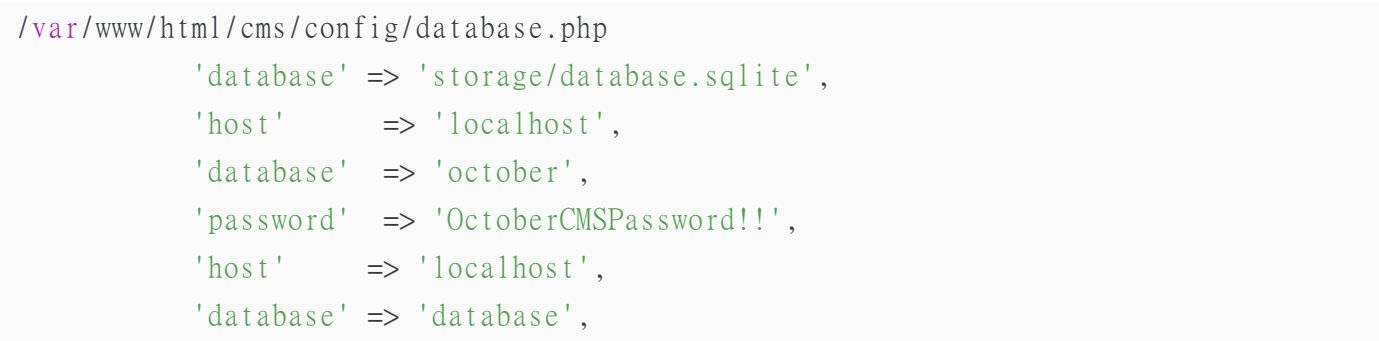 /var/www/html/cms/config/database.php
'database' => 'storage/database.sqlite',
'host'     => 'localhost',
'database'  => 'october',
'password'  => 'OctoberCMSPassword!!',
'host'     => 'localhost',
'database' => 'database',